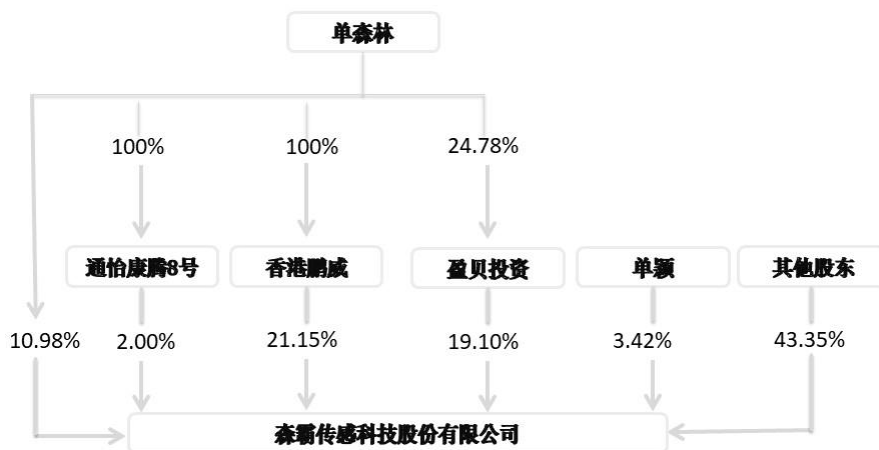 单森林
100%
100%
24.78%
通怡康腾8号
香港鹏威
盈贝投资
单颖
其他股东
10.98%
2.00%
21.15%
19.10%
3.42%
43.35%
森霸传感科技股份有限公司